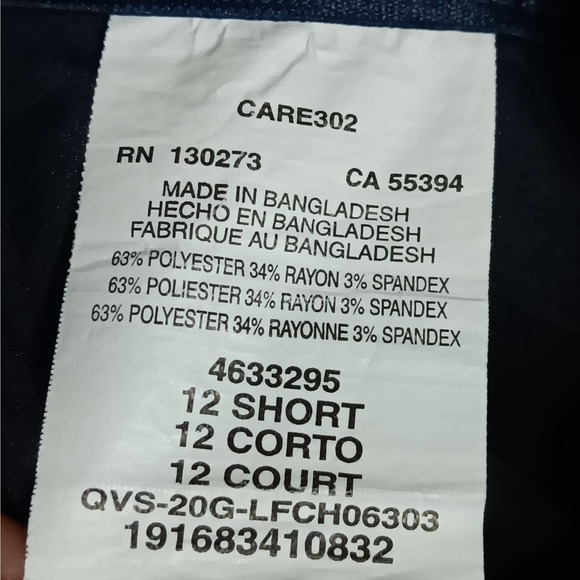 CARE302
RN 130273 CA 55394
MADE IN BANGLADESH
HECHO EN BANGLADESH
FABRIQUE AU BANGLADESH
63% POLYESTER 34% RAYON 3% SPANDEX
63% POLIESTER 34% RAYON 3% SPANDEX
63% POLYESTER 34% RAYONNE 3% SPANDEX
4633295
12 SHORT
12 CORTO
12 COURT
QVS-20G-LFCH06303
191683410832